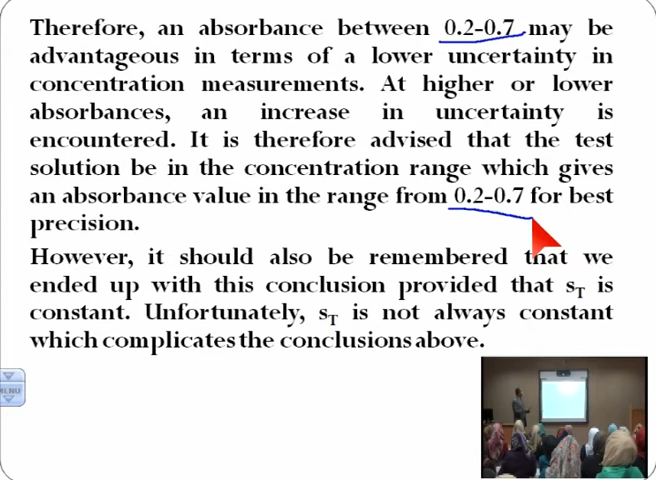 Therefore, an absorbance between 0.2-0.7 may be
advantageous in terms of a lower uncertainty in
concentration measurements. At higher or lower
absorbances, an increase in uncertainty is
encountered. It is therefore advised that the test
solution be in the concentration range which gives
an absorbance value in the range from 0.2-0.7 for best
precision.
However, it should also be remembered that we
ended up with this conclusion provided that sT is
constant. Unfortunately, sT is not always constant
which complicates the conclusions above.